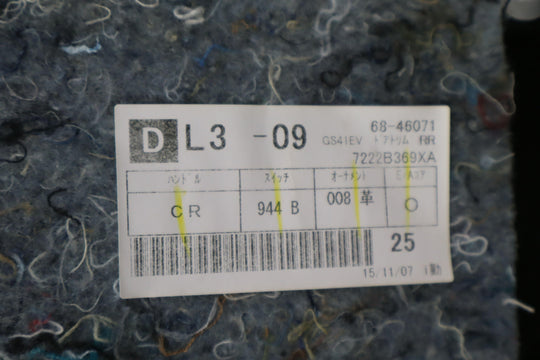 D L3 -09
68-46071
GS41EV ドアトリム RR
7222B369XA
ハンドル スイッチ オーナメント
CR 944 B 008 革 O
25
15/11/07